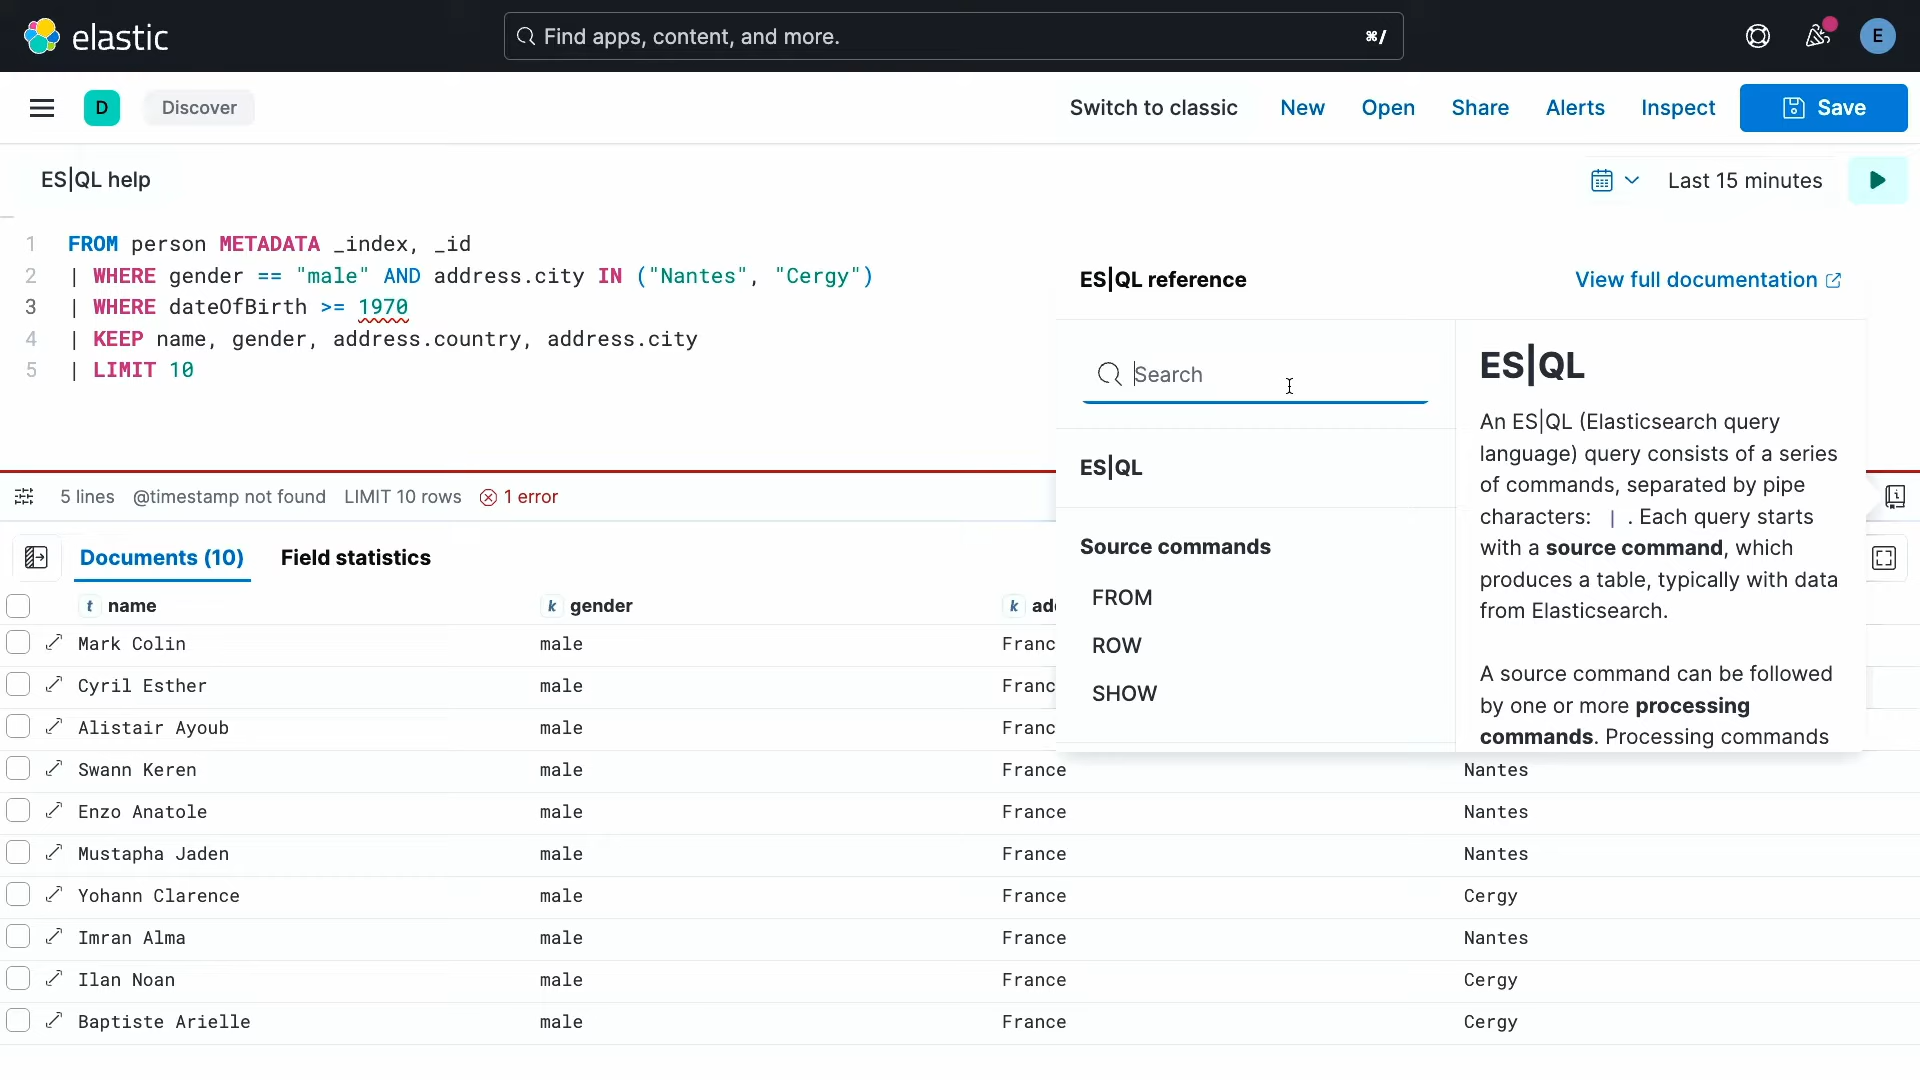 elastic
Find apps, content, and more.
⌘/
E
D
Discover
Switch to classic
New
Open
Share
Alerts
Inspect
Save
ES|QL help
Last 15 minutes
1 FROM person METADATA _index, _id
2 | WHERE gender == "male" AND address.city IN ("Nantes", "Cergy")
3 | WHERE dateOfBirth >= 1970
4 | KEEP name, gender, address.country, address.city
5 | LIMIT 10
ES|QL reference
View full documentation
Search
ES|QL
Source commands
FROM
ROW
SHOW
ES|QL
An ES|QL (Elasticsearch query
language) query consists of a series
of commands, separated by pipe
characters: | . Each query starts
with a source command, which
produces a table, typically with data
from Elasticsearch.
A source command can be followed
by one or more processing
commands. Processing commands
5 lines @timestamp not found LIMIT 10 rows 1 error
Documents (10) Field statistics
t name k gender k ad
Mark Colin male Franc
Cyril Esther male Franc
Alistair Ayoub male Franc
Swann Keren male France Nantes
Enzo Anatole male France Nantes
Mustapha Jaden male France Nantes
Yohann Clarence male France Cergy
Imran Alma male France Nantes
Ilan Noan male France Cergy
Baptiste Arielle male France Cergy